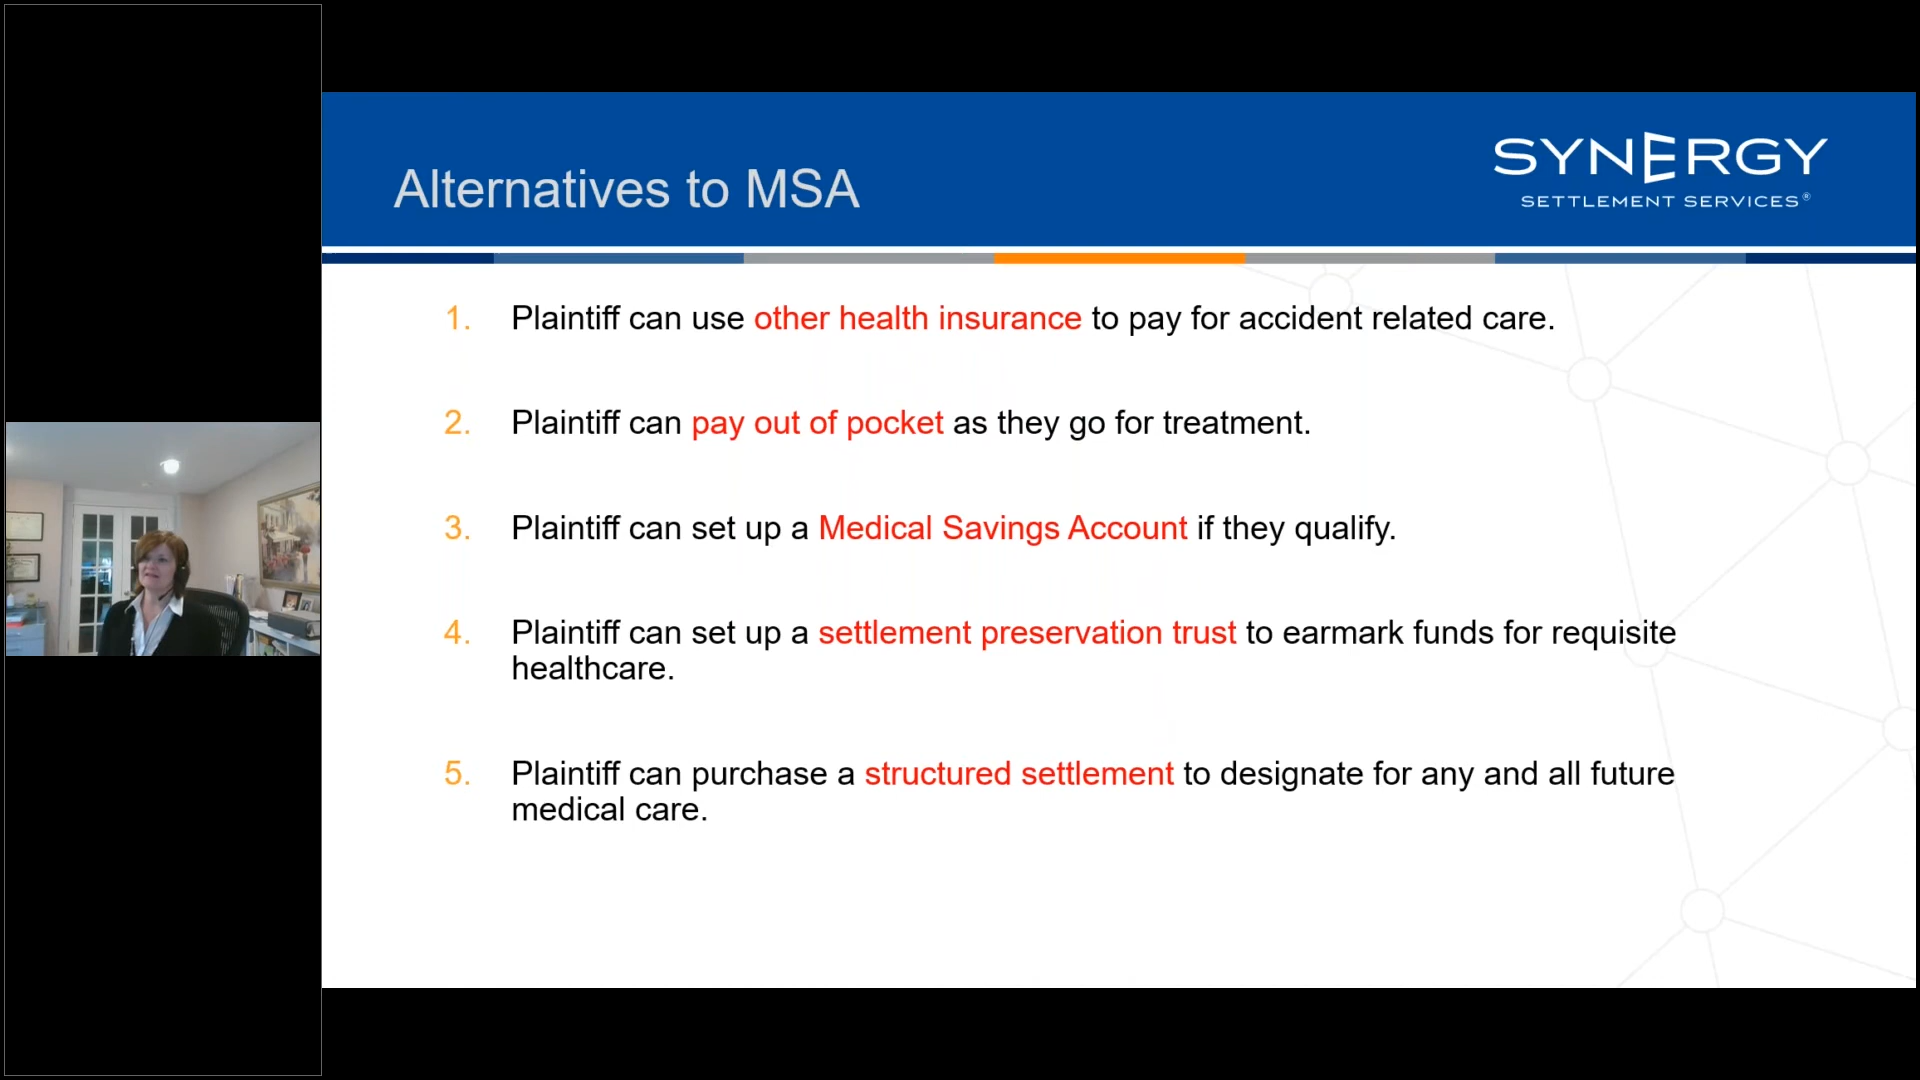 Alternatives to MSA
SYNERGY
SETTLEMENT SERVICES®
1. Plaintiff can use other health insurance to pay for accident related care.
2. Plaintiff can pay out of pocket as they go for treatment.
3. Plaintiff can set up a Medical Savings Account if they qualify.
4. Plaintiff can set up a settlement preservation trust to earmark funds for requisite
healthcare.
5. Plaintiff can purchase a structured settlement to designate for any and all future
medical care.